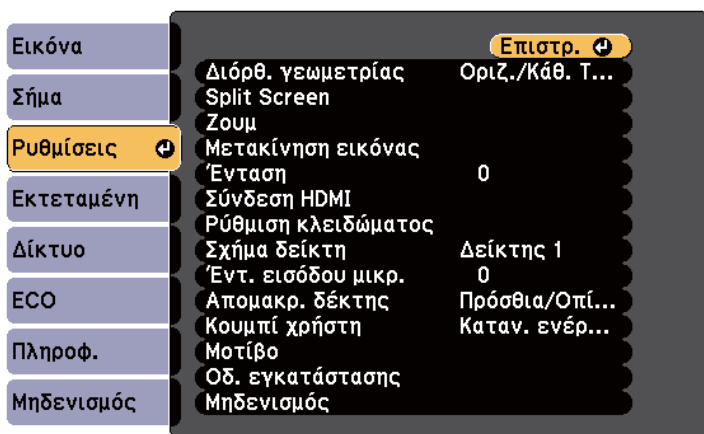 Εικόνα
Σήμα
Ρυθμίσεις
Εκτεταμένη
Δίκτυο
ECO
Πληροφ.
Μηδενισμός
Επιστρ.
Διόρθ. γεωμετρίας Οριζ./Κάθ. Τ...
Split Screen
Ζουμ
Μετακίνηση εικόνας
Ένταση 0
Σύνδεση HDMI
Ρύθμιση κλειδώματος
Σχήμα δείκτη Δείκτης 1
Έντ. εισόδου μικρ. 0
Απομακρ. δέκτης Πρόσθια/Οπί...
Κουμπί χρήστη Καταν. ενέρ...
Μοτίβο
Οδ. εγκατάστασης
Μηδενισμός